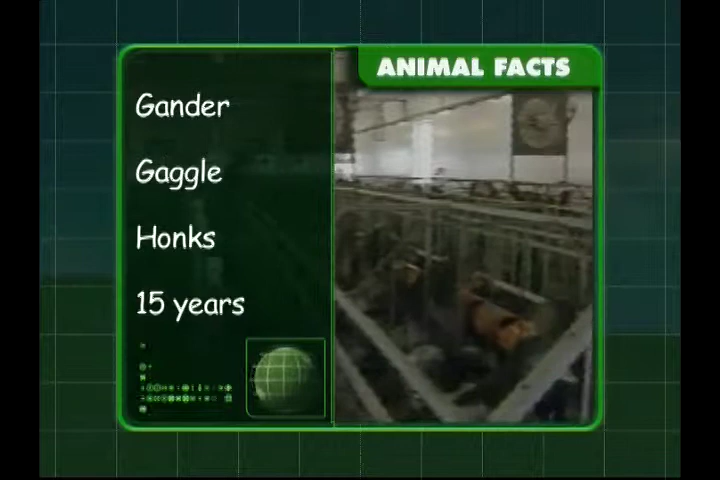 ANIMAL FACTS
Gander
Gaggle
Honks
15 years